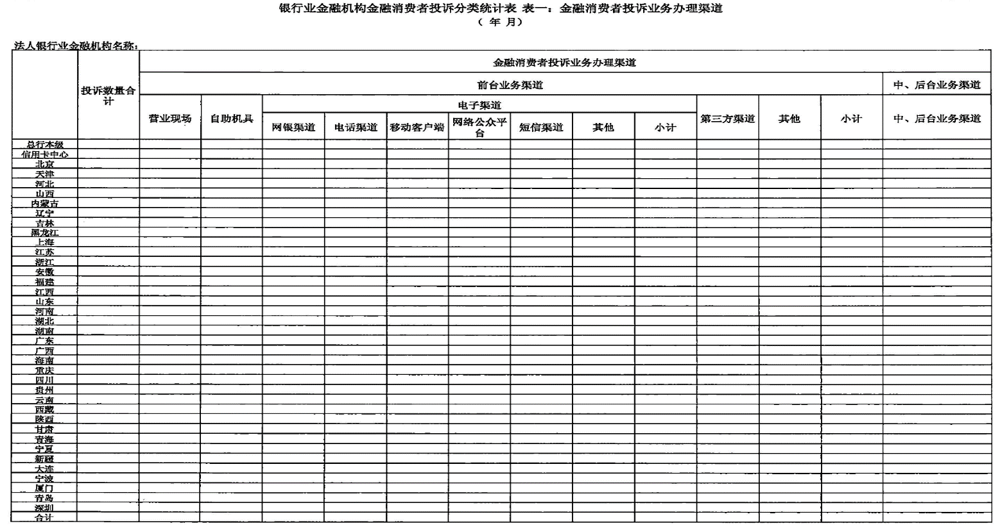 银行业金融机构金融消费者投诉分类统计表 表一：金融消费者投诉业务办理渠道
（ 年 月）
法人银行业金融机构名称：
金融消费者投诉业务办理渠道
投诉数量合
计
前台业务渠道
中、后台业务渠道
营业现场
自助机具
电子渠道
第三方渠道
其他
小计
中、后台业务渠道
网银渠道
电话渠道
移动客户端
网络公众平
台
短信渠道
其他
小计
总行本级
信用卡中心
北京
天津
河北
山西
内蒙古
辽宁
吉林
黑龙江
上海
江苏
浙江
安徽
福建
江西
山东
河南
湖北
湖南
广东
广西
海南
重庆
四川
贵州
云南
西藏
陕西
甘肃
青海
宁夏
新疆
大连
宁波
厦门
青岛
深圳
合计